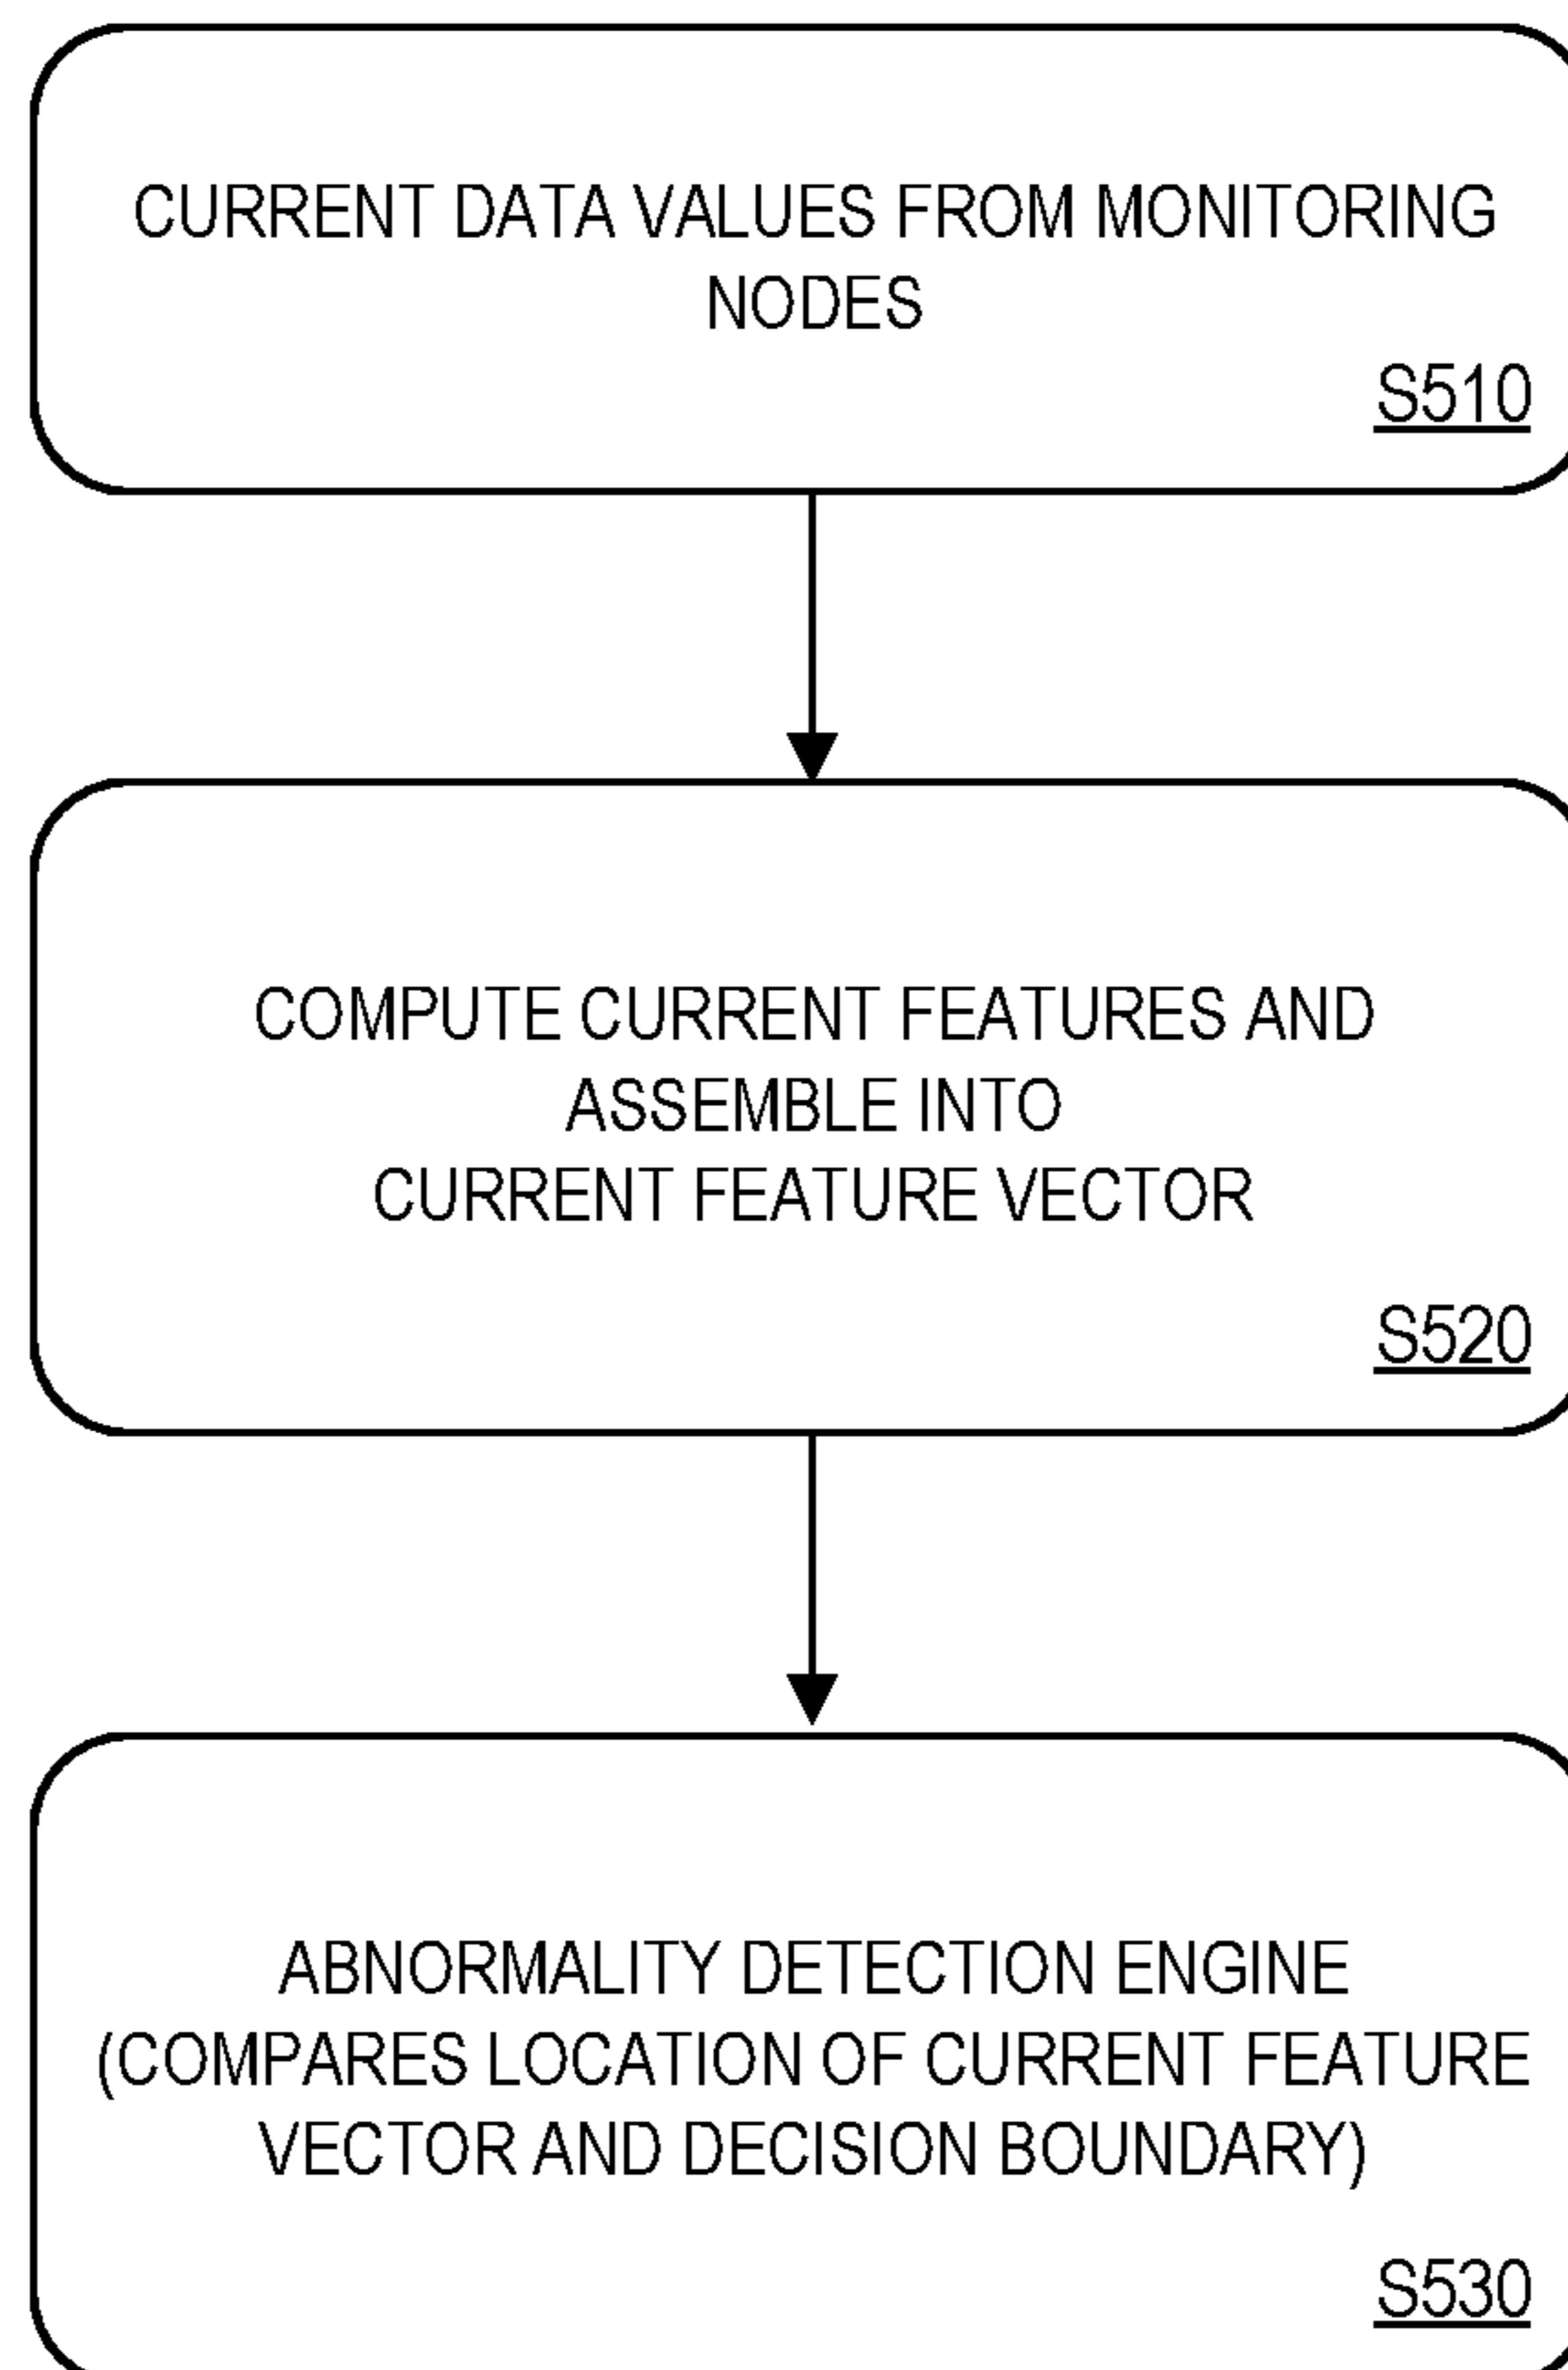 CURRENT DATA VALUES FROM MONITORING
NODES
S510
COMPUTE CURRENT FEATURES AND
ASSEMBLE INTO
CURRENT FEATURE VECTOR
S520
ABNORMALITY DETECTION ENGINE
(COMPARES LOCATION OF CURRENT FEATURE
VECTOR AND DECISION BOUNDARY)
S530